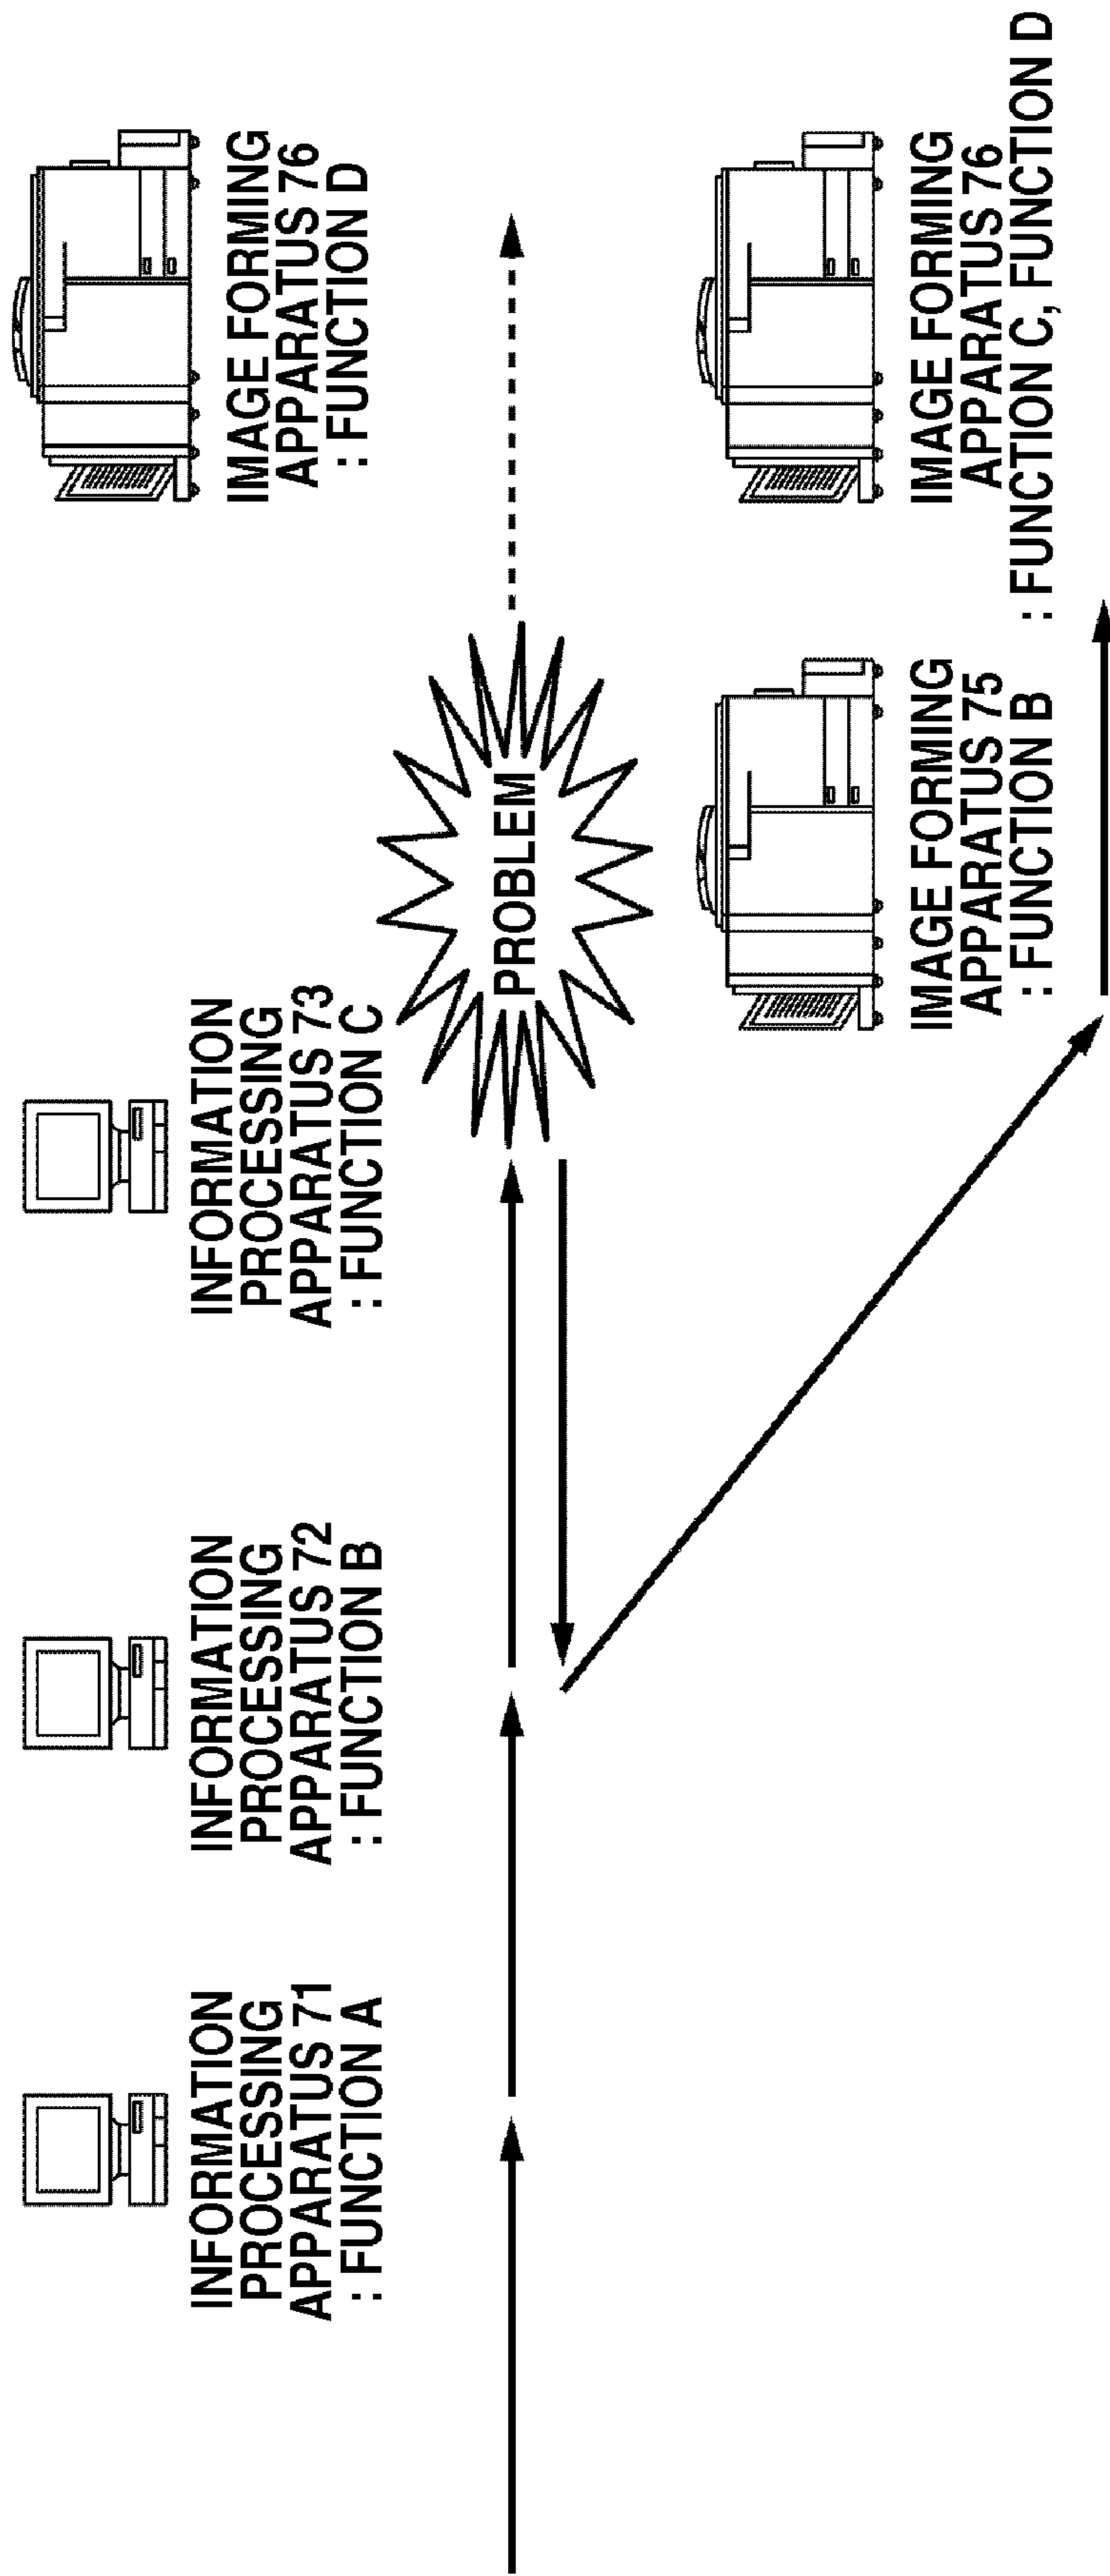 INFORMATION
PROCESSING
APPARATUS 71
: FUNCTION A
INFORMATION
PROCESSING
APPARATUS 72
: FUNCTION B
INFORMATION
PROCESSING
APPARATUS 73
: FUNCTION C
IMAGE FORMING
APPARATUS 76
: FUNCTION D
PROBLEM
IMAGE FORMING
APPARATUS 75
: FUNCTION B
IMAGE FORMING
APPARATUS 76
: FUNCTION C, FUNCTION D